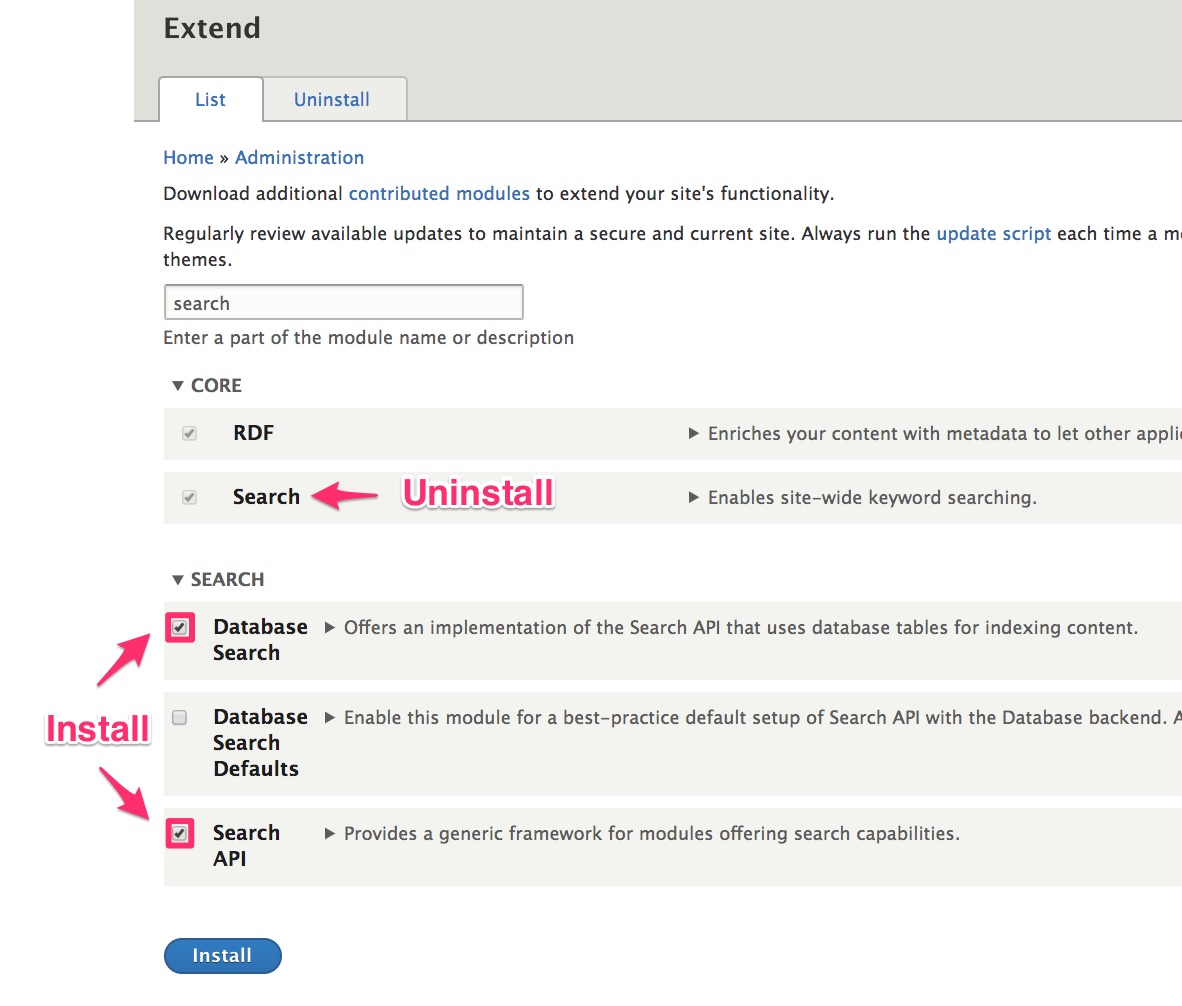 Extend
List
Uninstall
Home » Administration
Download additional contributed modules to extend your site's functionality.
Regularly review available updates to maintain a secure and current site. Always run the update script each time a
themes.
search
Enter a part of the module name or description
▼ CORE
RDF
▶ Enriches your content with metadata to let other
Search
Uninstall
▶ Enables site-wide keyword searching.
▼ SEARCH
Database
Search
▶ Offers an implementation of the Search API that uses database tables for indexing content.
Install
Database
Search
Defaults
▶ Enable this module for a best-practice default setup of Search API with the Database backend.
Search
API
▶ Provides a generic framework for modules offering search capabilities.
Install